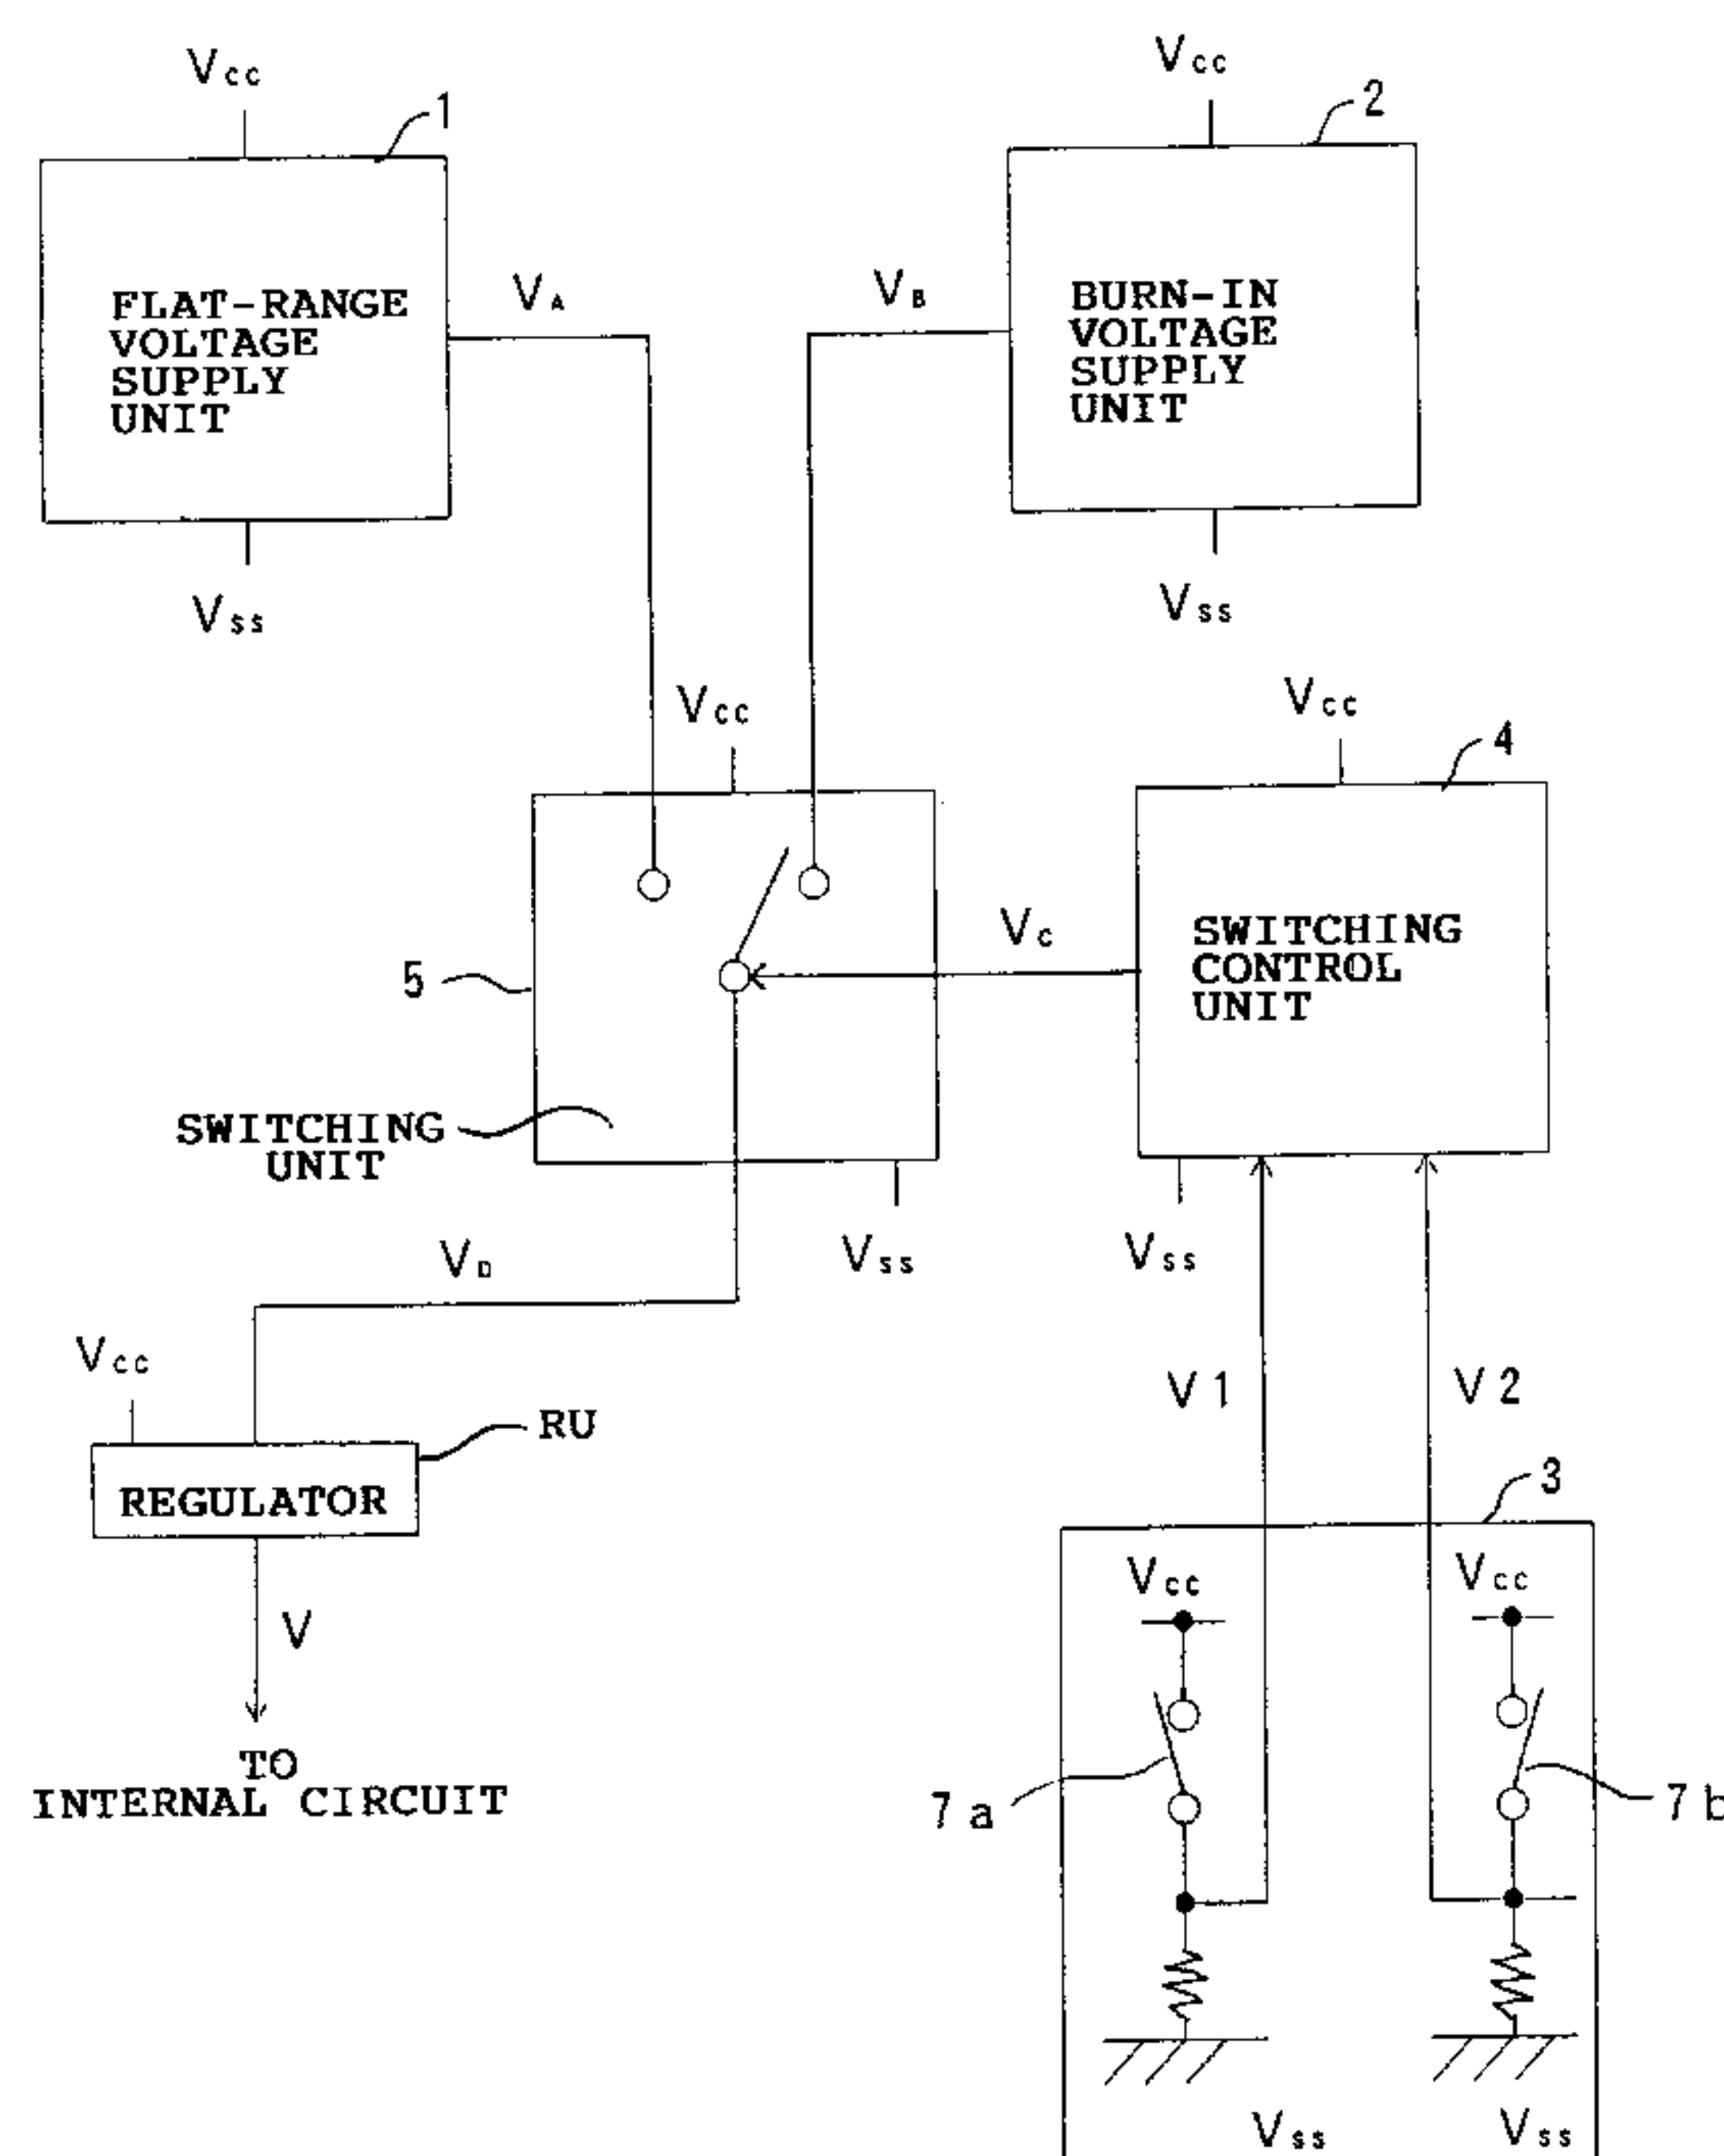 Vcc
1
FLAT-RANGE
VOLTAGE
SUPPLY
UNIT
Vss
VA
VB
Vcc
2
BURN-IN
VOLTAGE
SUPPLY
UNIT
Vss
Vcc
5
SWITCHING
UNIT
Vss
VC
Vcc
4
SWITCHING
CONTROL
UNIT
Vss
VD
Vcc
RU
REGULATOR
V
TO
INTERNAL CIRCUIT
V1
V2
3
Vcc
Vcc
7a
7b
Vss
Vss